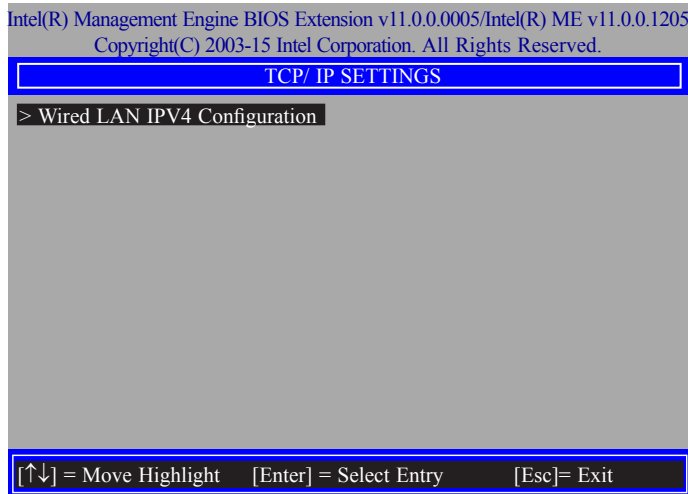 Intel(R) Management Engine BIOS Extension v11.0.0.0005/Intel(R) ME v11.0.0.1205
Copyright(C) 2003-15 Intel Corporation. All Rights Reserved.
TCP/ IP SETTINGS
> Wired LAN IPV4 Configuration
[↑↓] = Move Highlight [Enter] = Select Entry [Esc]= Exit